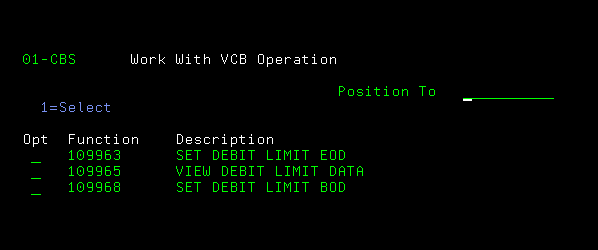 01-CBS Work With VCB Operation
Position To
1=Select
Opt Function Description
109963 SET DEBIT LIMIT EOD
109965 VIEW DEBIT LIMIT DATA
109968 SET DEBIT LIMIT BOD